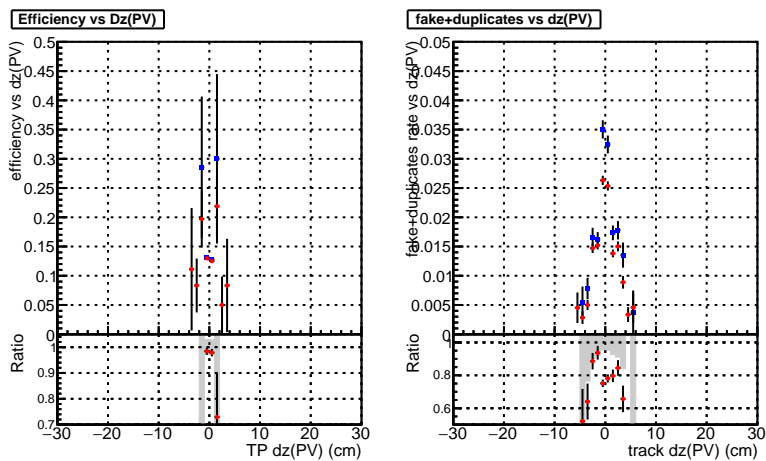 Efficiency vs Dz(PV)
efficiency vs dz(PV)
0.5
0.45
0.4
0.35
0.3
0.25
0.2
0.15
0.1
0.05
0
Ratio
1
0.9
0.8
0.7
−30 −20 −10 0 10 20 30
TP dz(PV) (cm)
fake+duplicates vs dz(PV)
fake+duplicates rate vs dz(PV)
0.05
0.045
0.04
0.035
0.03
0.025
0.02
0.015
0.01
0.005
0
Ratio
1
0.8
0.6
−30 −20 −10 0 10 20 30
track dz(PV) (cm)